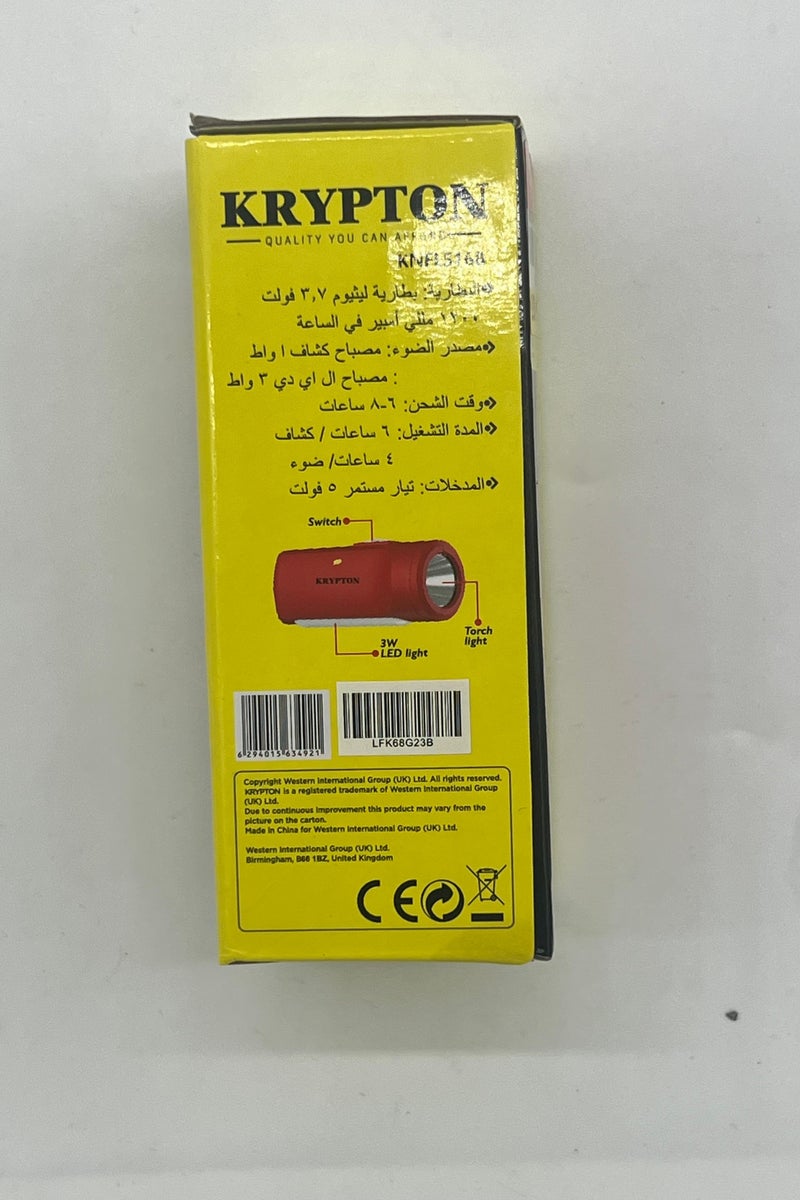 KRYPTON
QUALITY YOU CAN AFFORD
KNFL5168
البطارية: بطارية ليثيوم ٣,٧ فولت
مللي أمبير في الساعة
مصدر الضوء: مصباح كشاف ١ واط
: مصباح ال اي دي ٣ واط
وقت الشحن: ٦-٨ ساعات
المدة التشغيل: ٦ ساعات / كشاف
٤ ساعات/ ضوء
المدخلات: تيار مستمر ٥ فولت
Switch
KRYPTON
Torch
light
3W
LED light
6294015634921
LFK68G23B
Copyright Western International Group (UK) Ltd. All rights reserved.
KRYPTON is a registered trademark of Western International Group
(UK) Ltd.
Due to continuous improvement this product may vary from the
picture on the carton.
Made in China for Western International Group (UK) Ltd.
Western International Group (UK) Ltd.
Birmingham, B66 1BZ, United Kingdom
CE